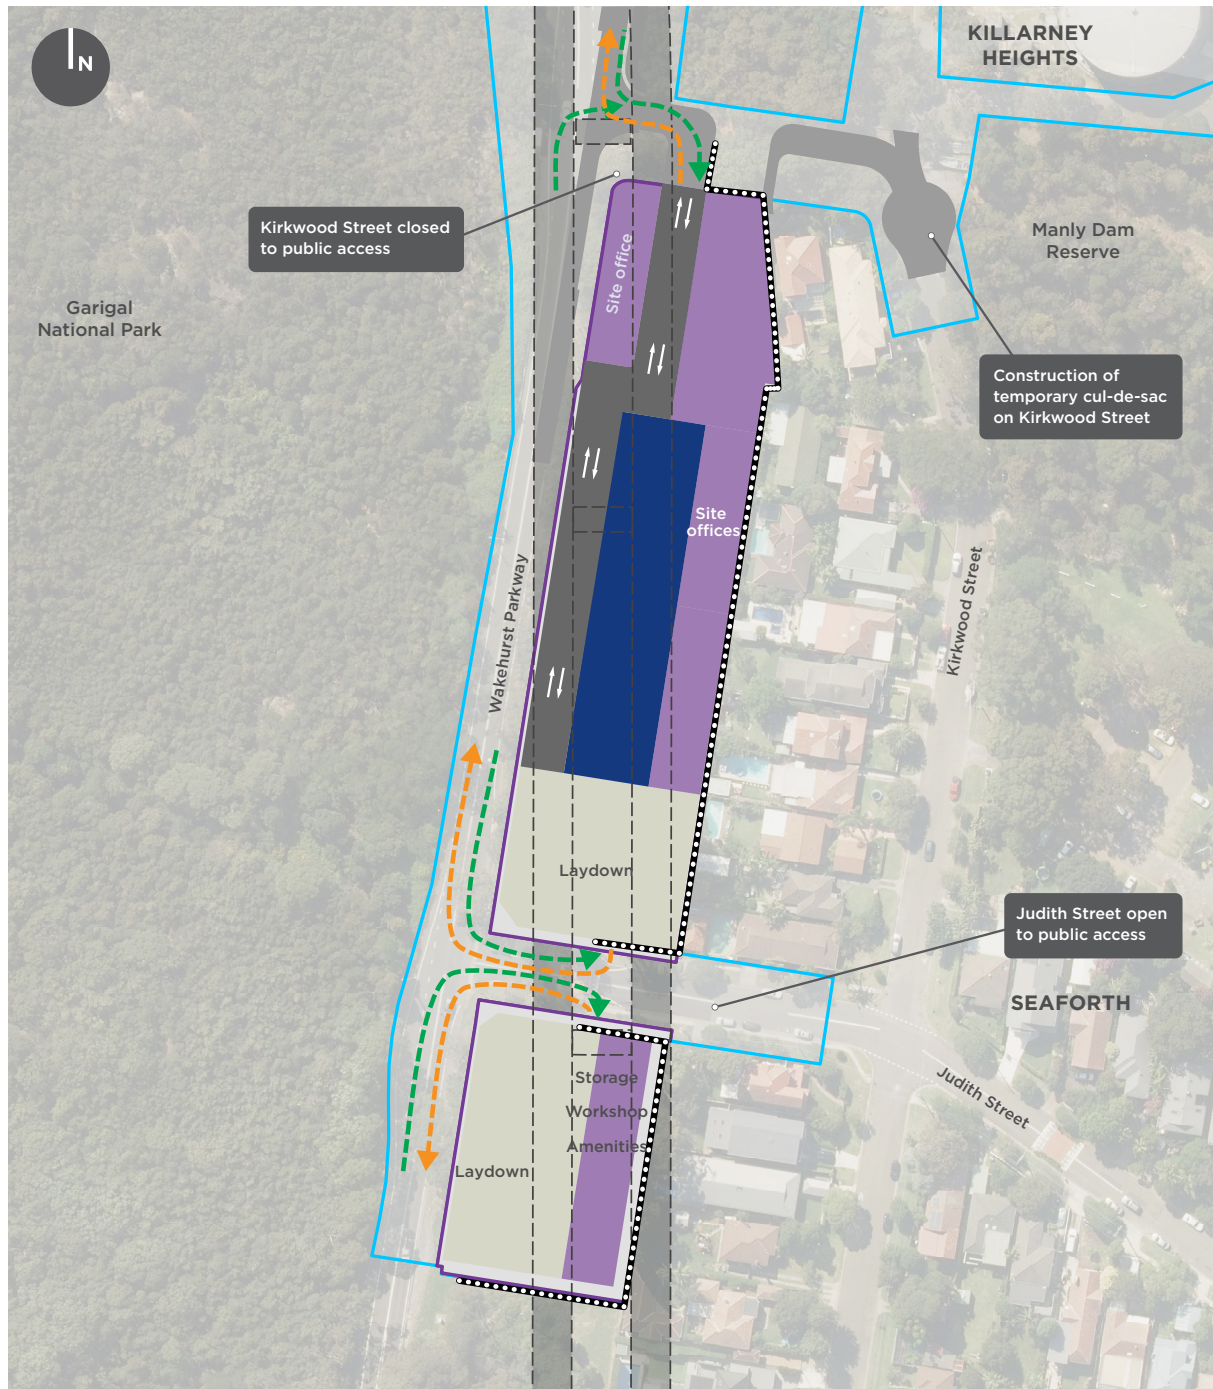 KILLARNEY
HEIGHTS
N
Kirkwood Street closed
to public access
Manly Dam
Reserve
Site office
Garigal
National Park
Construction of
temporary cul-de-sac
on Kirkwood Street
Site
offices
Wakehurst Parkway
Kirkwood Street
Laydown
Judith Street open
to public access
SEAFORTH
Storage
Workshop
Amenities
Judith Street
Laydown